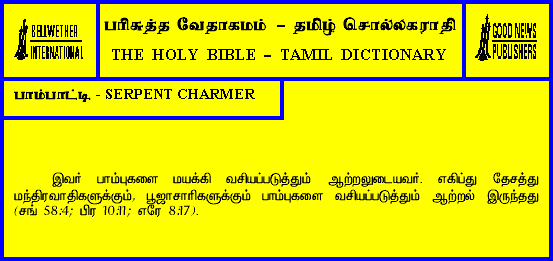 BELLWETHER
INTERNATIONAL
பரிசுத்த வேதாகமம் – தமிழ் சொல்லகராதி
THE HOLY BIBLE – TAMIL DICTIONARY
GOOD NEWS
PUBLISHERS
பாம்பாட்டி - SERPENT CHARMER
இவர் பாம்புகளை மயக்கி வசியப்படுத்தும் ஆற்றலுடையவர். எகிப்து தேசத்து
மந்திரவாதிகளுக்கும், பூஜாசாரிகளுக்கும் பாம்புகளை வசியப்படுத்தும் ஆற்றல் இருந்தது
(சங் 58:4; பிர 10:11; எரே 8:17).